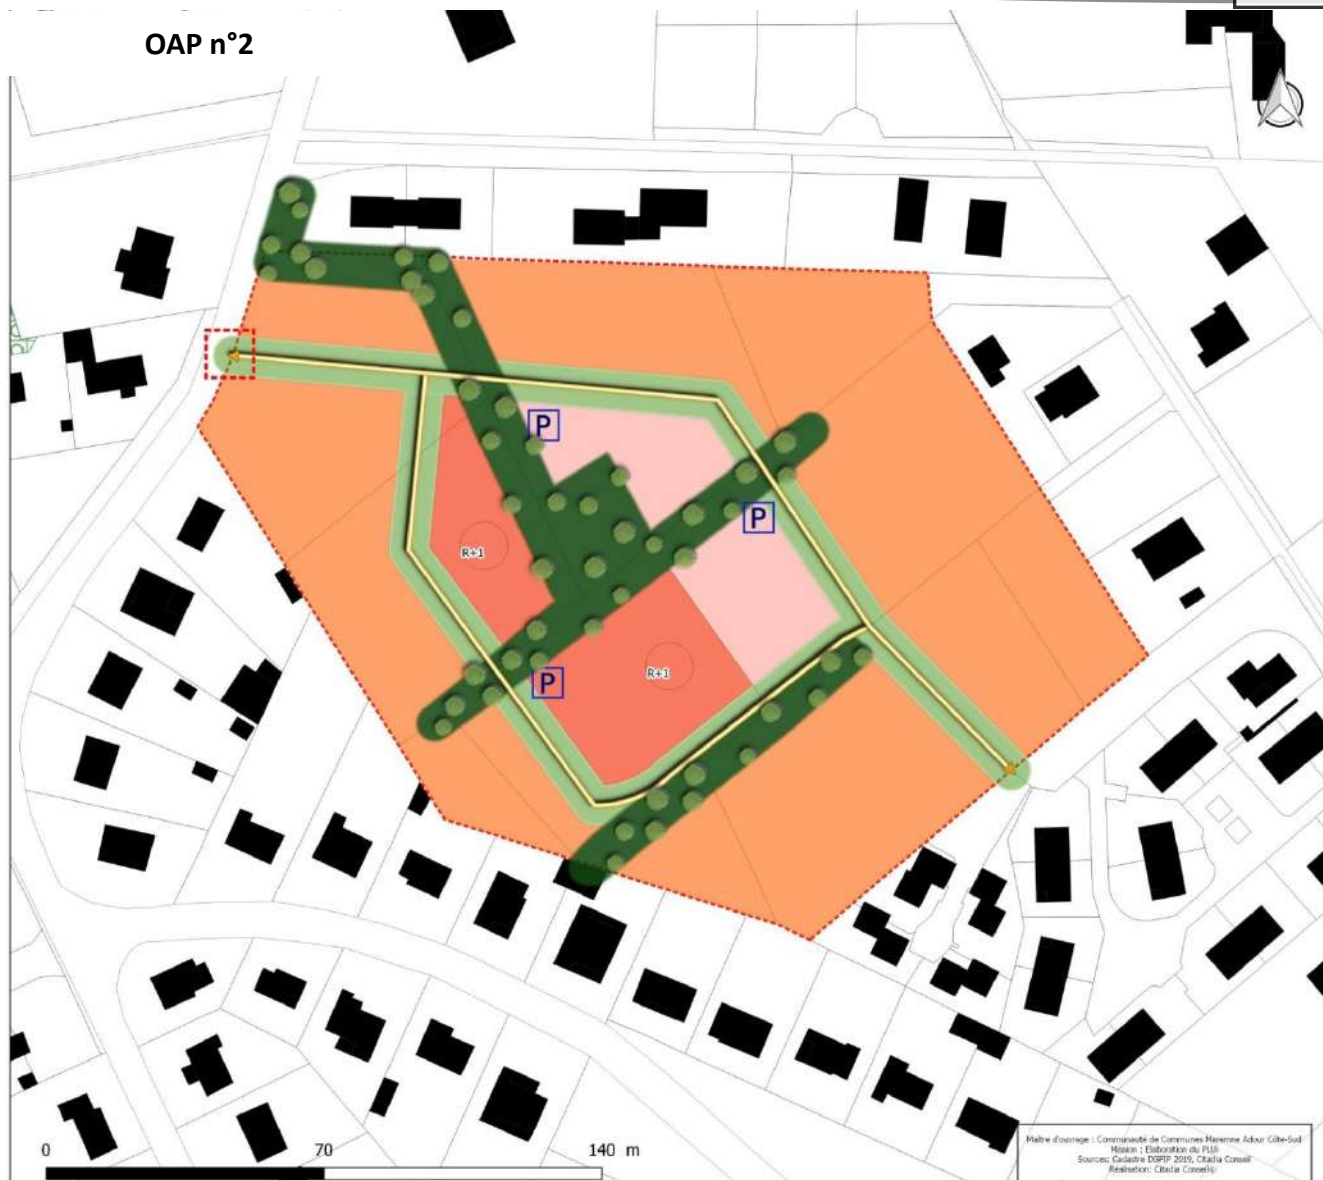 OAP n°2
P
P
R+1
R+1
P
0 70 140 m
Maître d'ouvrage : Communauté de Communes Maremne Adour Côte-Sud
Mission : Elaboration du PLUi
Sources: Cadastre DGFIP 2019, Citadia Conseil
Réalisation: Citadia Conseil©